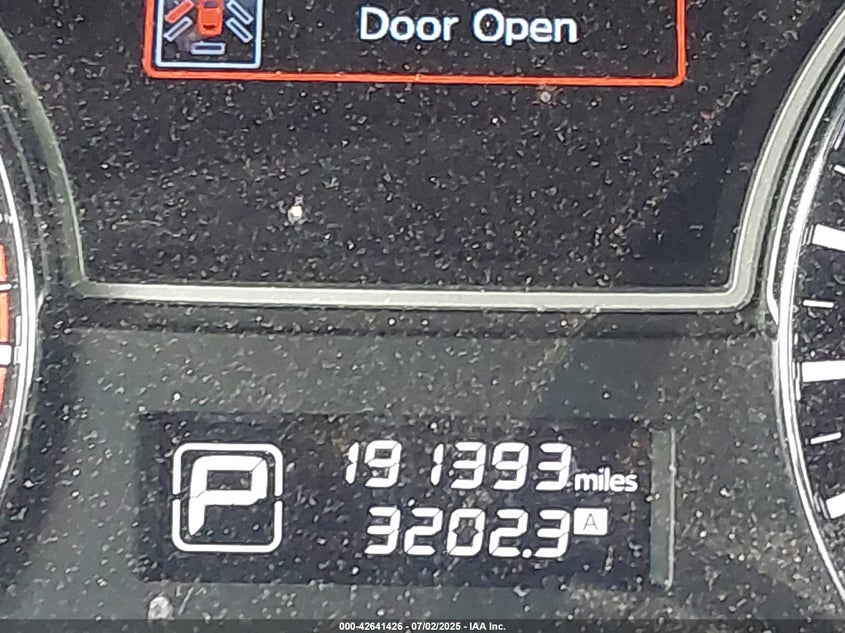 Door Open
P
191393 miles
3202.3 A
000-42641426 - 07/02/2025 - IAA Inc.